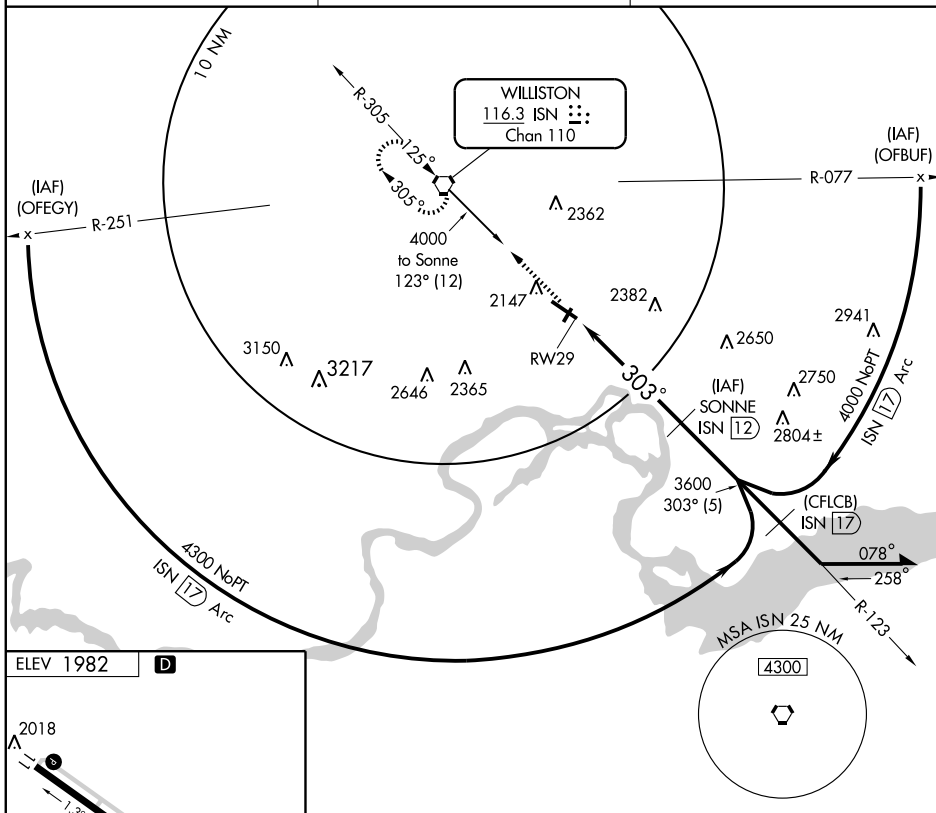 10 NM
R-305
125°
305°
WILLISTON
116.3 ISN
Chan 110
(IAF)
(OFBUF)
R-077
(IAF)
(OFEGY)
R-251
4000
to Sonne
123° (12)
2362
2147
2382
RW29
2941
2650
3150
3217
2646
2365
303°
(IAF)
SONNE
ISN 12
2750
2804±
4000 NoPT
ISN 17 Arc
3600
303° (5)
(CFLCB)
ISN 17
078°
258°
R-123
4300 NoPT
ISN 17 Arc
MSA ISN 25 NM
4300
ELEV 1982
D
2018
P